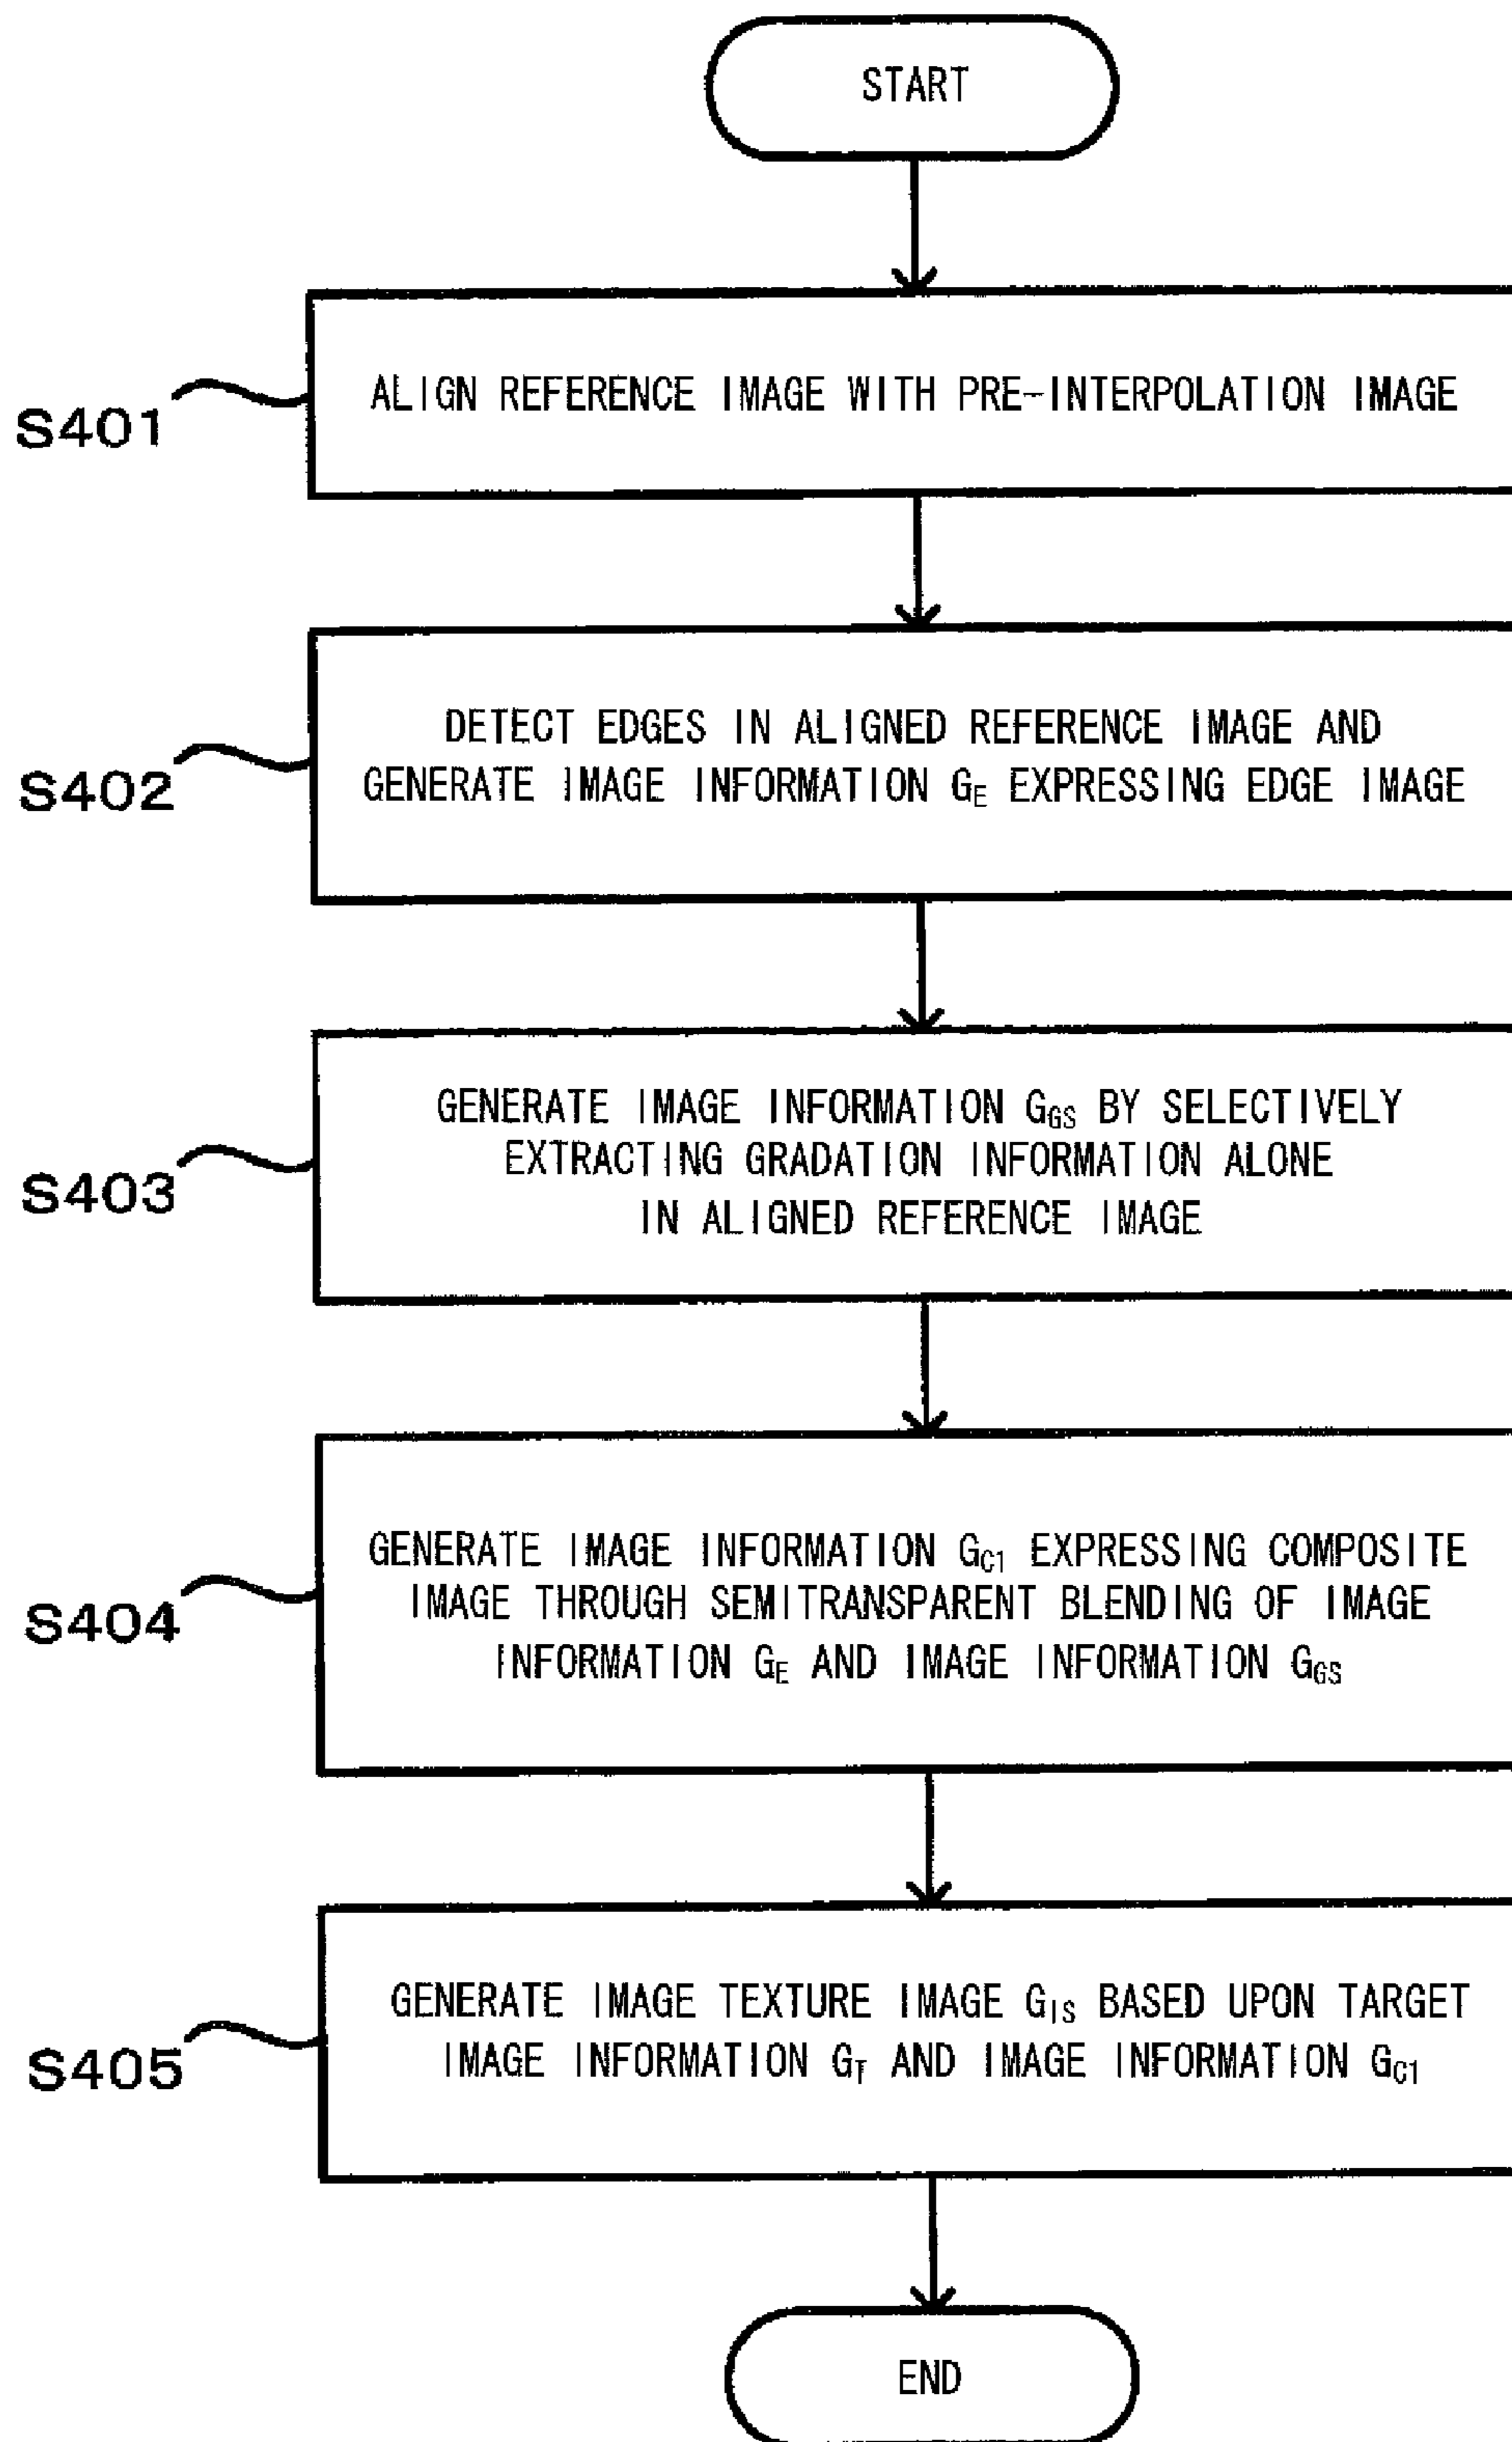 START
S401
ALIGN REFERENCE IMAGE WITH PRE-INTERPOLATION IMAGE
S402
DETECT EDGES IN ALIGNED REFERENCE IMAGE AND
GENERATE IMAGE INFORMATION GE EXPRESSING EDGE IMAGE
S403
GENERATE IMAGE INFORMATION GGS BY SELECTIVELY
EXTRACTING GRADATION INFORMATION ALONE
IN ALIGNED REFERENCE IMAGE
S404
GENERATE IMAGE INFORMATION GC1 EXPRESSING COMPOSITE
IMAGE THROUGH SEMITRANSPARENT BLENDING OF IMAGE
INFORMATION GE AND IMAGE INFORMATION GGS
S405
GENERATE IMAGE TEXTURE IMAGE GIS BASED UPON TARGET
IMAGE INFORMATION GT AND IMAGE INFORMATION GC1
END